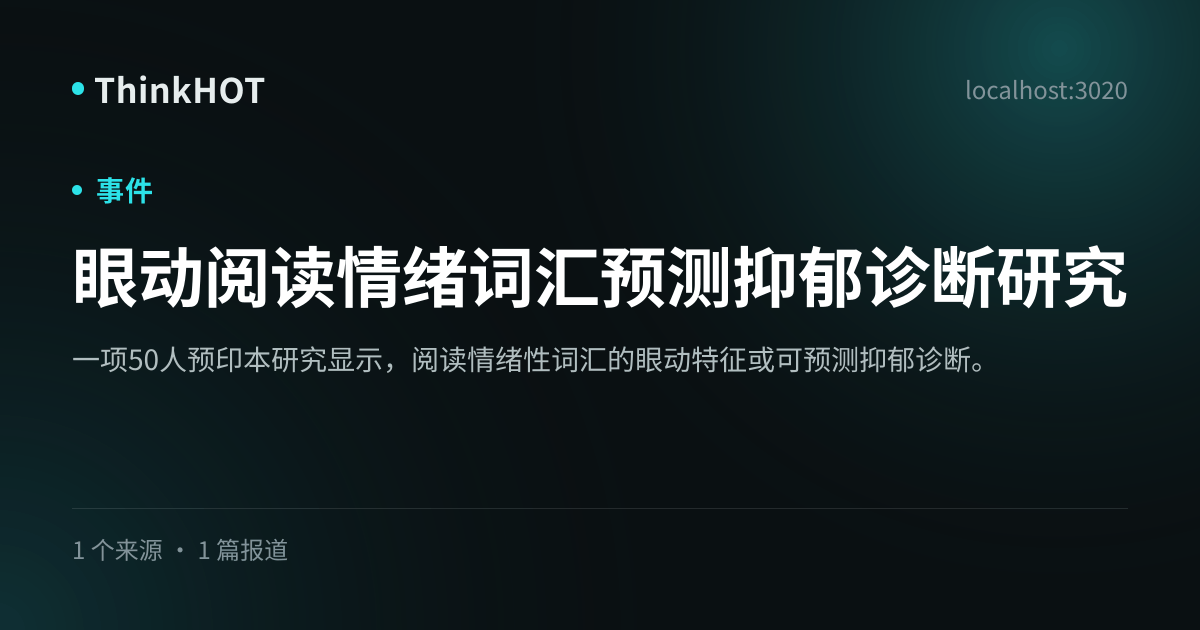 ThinkHOT
localhost:3020
事件
眼动阅读情绪词汇预测抑郁诊断研究
一项50人预印本研究显示，阅读情绪性词汇的眼动特征或可预测抑郁诊断。
1 个来源 · 1 篇报道